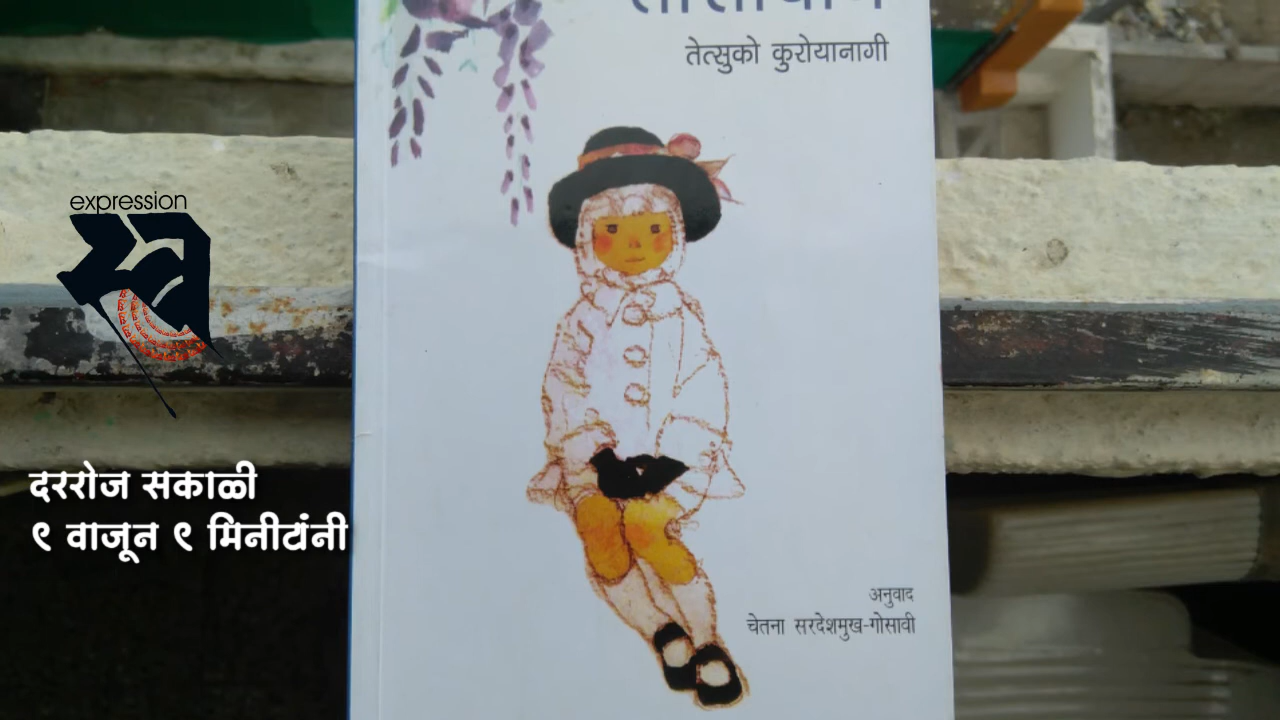 तेत्सुको कुरोयानागी
expression
स्व
दररोज सकाळी
९ वाजून ९ मिनीटांनी
अनुवाद
चेतना सरदेशमुख-गोसावी